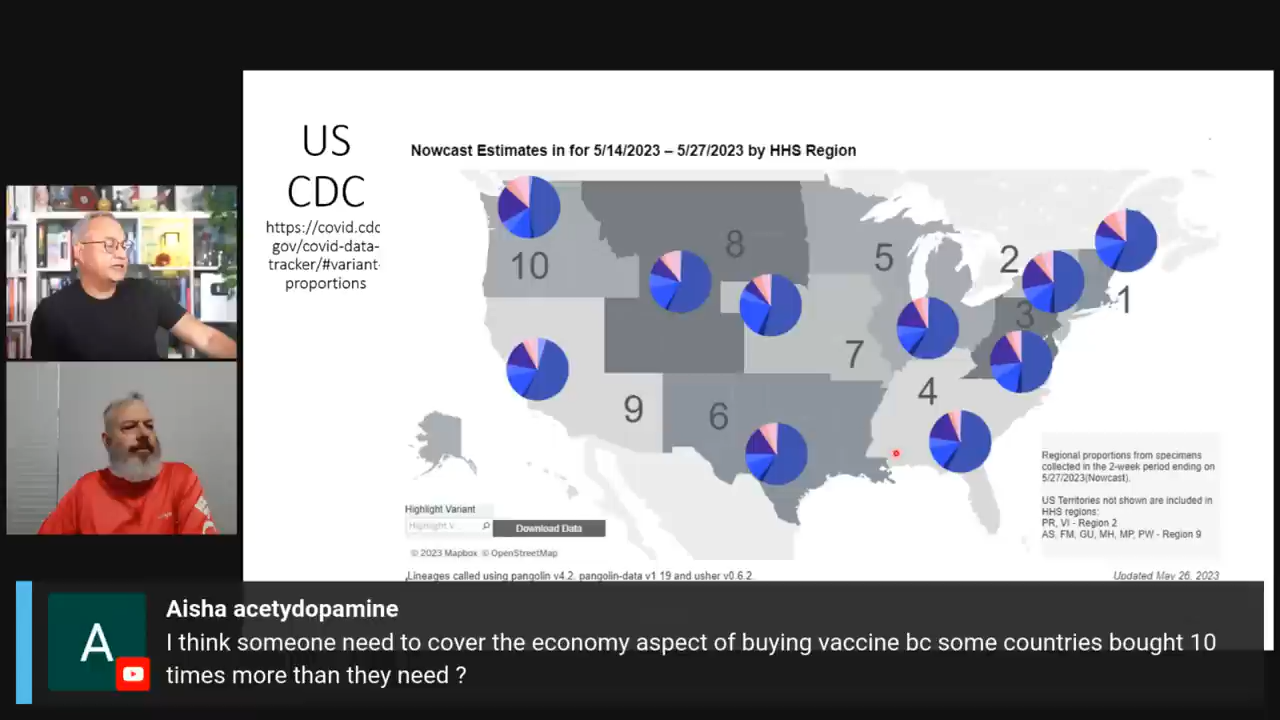 US
CDC
https://covid.cdc
gov/covid-data-
tracker/#variant-
proportions
Nowcast Estimates in for 5/14/2023 – 5/27/2023 by HHS Region
10
8
5
2
1
3
7
4
9
6
Regional proportions from specimens
collected in the 2-week period ending on
5/27/2023(Nowcast).
US Territories not shown are included in
HHS regions:
PR, VI - Region 2
AS, FM, GU, MH, MP, PW - Region 9
Highlight Variant
Highlight V...
Download Data
© 2023 Mapbox © OpenStreetMap
Lineages called using pangolin v4.2, pangolin-data v1.19 and usher v0.6.2.
Updated May 26, 2023
A
Aisha acetydopamine
I think someone need to cover the economy aspect of buying vaccine bc some countries bought 10
times more than they need ?